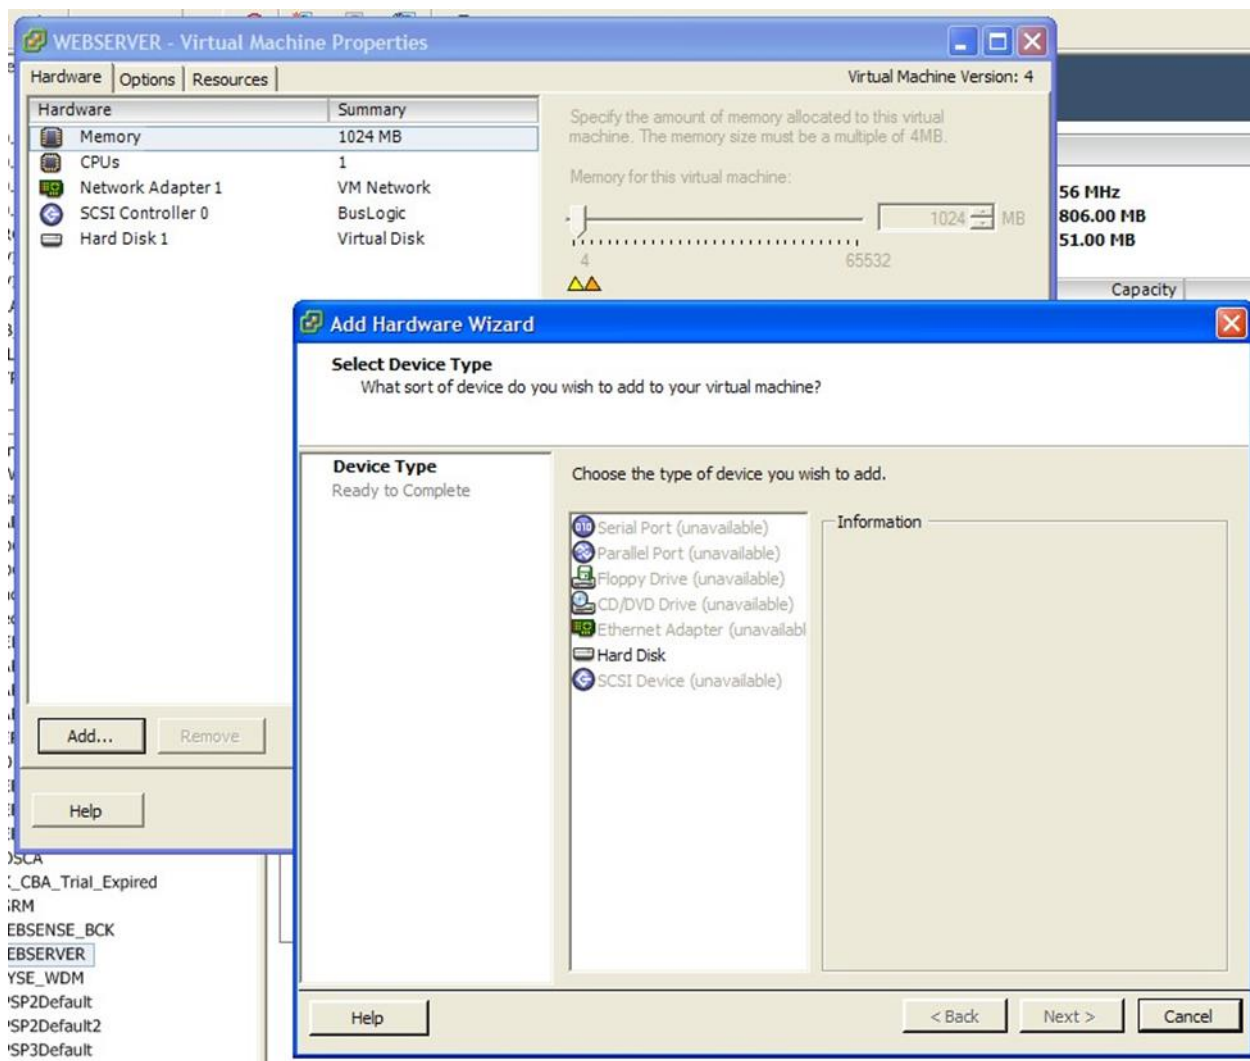 WEBSERVER - Virtual Machine Properties
Hardware Options Resources
Virtual Machine Version: 4
Hardware Summary
Memory 1024 MB
CPUs 1
Network Adapter 1 VM Network
SCSI Controller 0 BusLogic
Hard Disk 1 Virtual Disk
Specify the amount of memory allocated to this virtual
machine. The memory size must be a multiple of 4MB.
Memory for this virtual machine:
1024 MB
4 65532
56 MHz
806.00 MB
51.00 MB
Capacity
Add Hardware Wizard
Select Device Type
What sort of device do you wish to add to your virtual machine?
Device Type
Ready to Complete
Choose the type of device you wish to add.
Serial Port (unavailable)
Parallel Port (unavailable)
Floppy Drive (unavailable)
CD/DVD Drive (unavailable)
Ethernet Adapter (unavailabl
Hard Disk
SCSI Device (unavailable)
Information
Add... Remove
Help
OSCA
_CBA_Trial_Expired
SRM
EBSENSE_BCK
EBSERVER
YSE_WDM
SP2Default
SP2Default2
SP3Default
Help
< Back Next > Cancel